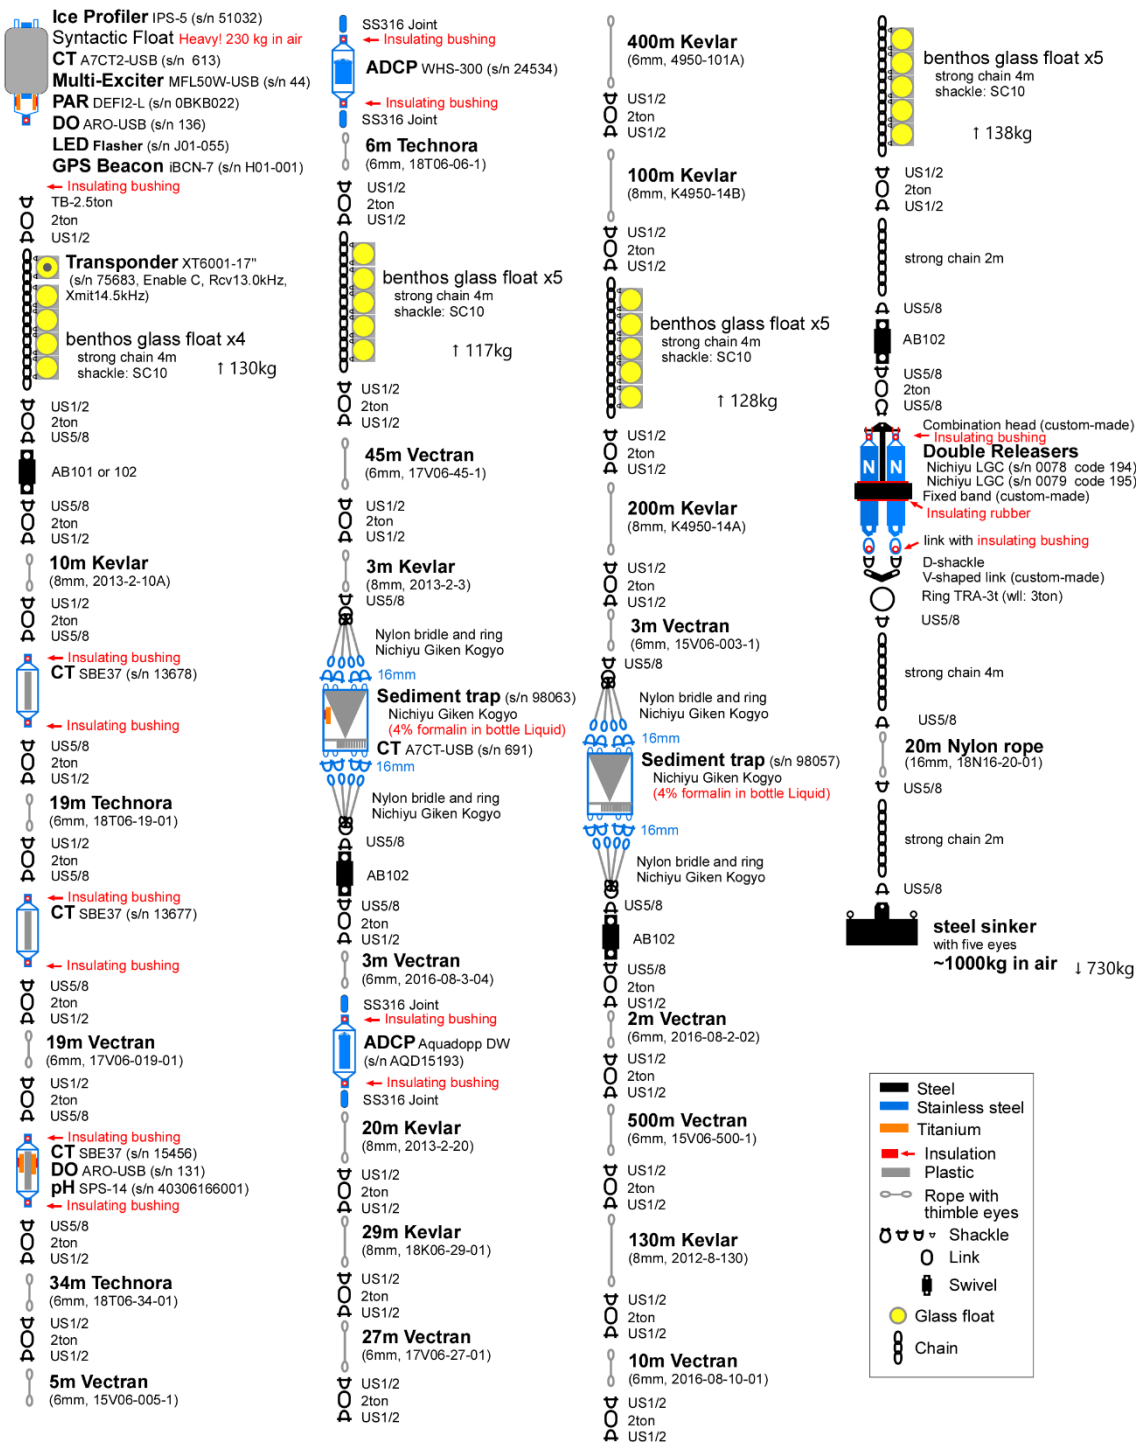 Ice Profiler IPS-5 (s/n 51032)
Syntactic Float Heavy! 230 kg in air
CT A7CT2-USB (s/n 613)
Multi-Exciter MFL50W-USB (s/n 44)
PAR DEFI2-L (s/n 0BKB022)
DO ARO-USB (s/n 136)
LED Flasher (s/n J01-055)
GPS Beacon iBCN-7 (s/n H01-001)
Insulating bushing
TB-2.5ton
2ton
US1/2
Transponder XT6001-17"
(s/n 75683, Enable C, Rcv13.0kHz,
Xmit14.5kHz)
benthos glass float x4
strong chain 4m
shackle: SC10
↑ 130kg
US1/2
2ton
US5/8
AB101 or 102
US5/8
2ton
US1/2
10m Kevlar
(8mm, 2013-2-10A)
US1/2
2ton
US5/8
Insulating bushing
CT SBE37 (s/n 13678)
Insulating bushing
US5/8
2ton
US1/2
19m Technora
(6mm, 18T06-19-01)
US1/2
2ton
US5/8
Insulating bushing
CT SBE37 (s/n 13677)
Insulating bushing
US5/8
2ton
US1/2
19m Vectran
(6mm, 17V06-019-01)
US1/2
2ton
US5/8
Insulating bushing
CT SBE37 (s/n 15456)
DO ARO-USB (s/n 131)
pH SPS-14 (s/n 40306166001)
Insulating bushing
US5/8
2ton
US1/2
34m Technora
(6mm, 18T06-34-01)
US1/2
2ton
US1/2
5m Vectran
(6mm, 15V06-005-1)
SS316 Joint
Insulating bushing
ADCP WHS-300 (s/n 24534)
Insulating bushing
SS316 Joint
6m Technora
(6mm, 18T06-06-1)
US1/2
2ton
US1/2
benthos glass float x5
strong chain 4m
shackle: SC10
↑ 117kg
US1/2
2ton
US1/2
45m Vectran
(6mm, 17V06-45-1)
US1/2
2ton
US1/2
3m Kevlar
(8mm, 2013-2-3)
US5/8
Nylon bridle and ring
Nichiyu Giken Kogyo
16mm
Sediment trap (s/n 98063)
Nichiyu Giken Kogyo
(4% formalin in bottle Liquid)
CT A7CT-USB (s/n 691)
16mm
Nylon bridle and ring
Nichiyu Giken Kogyo
US5/8
AB102
US5/8
2ton
US1/2
3m Vectran
(6mm, 2016-08-3-04)
SS316 Joint
Insulating bushing
ADCP Aquadopp DW
(s/n AQD15193)
Insulating bushing
SS316 Joint
20m Kevlar
(8mm, 2013-2-20)
US1/2
2ton
US1/2
29m Kevlar
(8mm, 18K06-29-01)
US1/2
2ton
US1/2
27m Vectran
(6mm, 17V06-27-01)
US1/2
2ton
US1/2
400m Kevlar
(6mm, 4950-101A)
US1/2
2ton
US1/2
100m Kevlar
(8mm, K4950-14B)
US1/2
2ton
US1/2
benthos glass float x5
strong chain 4m
shackle: SC10
↑ 128kg
US1/2
2ton
US1/2
200m Kevlar
(8mm, K4950-14A)
US1/2
2ton
US1/2
3m Vectran
(6mm, 15V06-003-1)
US5/8
Nylon bridle and ring
Nichiyu Giken Kogyo
16mm
Sediment trap (s/n 98057)
Nichiyu Giken Kogyo
(4% formalin in bottle Liquid)
16mm
Nylon bridle and ring
Nichiyu Giken Kogyo
US5/8
AB102
US5/8
2ton
US1/2
2m Vectran
(6mm, 2016-08-2-02)
US1/2
2ton
US1/2
500m Vectran
(6mm, 15V06-500-1)
US1/2
2ton
US1/2
130m Kevlar
(8mm, 2012-8-130)
US1/2
2ton
US1/2
10m Vectran
(6mm, 2016-08-10-01)
US1/2
2ton
US1/2
benthos glass float x5
strong chain 4m
shackle: SC10
↑ 138kg
US1/2
2ton
US1/2
strong chain 2m
US5/8
AB102
US5/8
2ton
US5/8
Combination head (custom-made)
Insulating bushing
Double Releasers
N N
Nichiyu LGC (s/n 0078 code 194)
Nichiyu LGC (s/n 0079 code 195)
Fixed band (custom-made)
Insulating rubber
link with insulating bushing
D-shackle
V-shaped link (custom-made)
Ring TRA-3t (wll: 3ton)
US5/8
strong chain 4m
US5/8
20m Nylon rope
(16mm, 18N16-20-01)
US5/8
strong chain 2m
US5/8
steel sinker
with five eyes
~1000kg in air
↓ 730kg
Steel
Stainless steel
Titanium
Insulation
Plastic
Rope with
thimble eyes
Shackle
Link
Swivel
Glass float
Chain